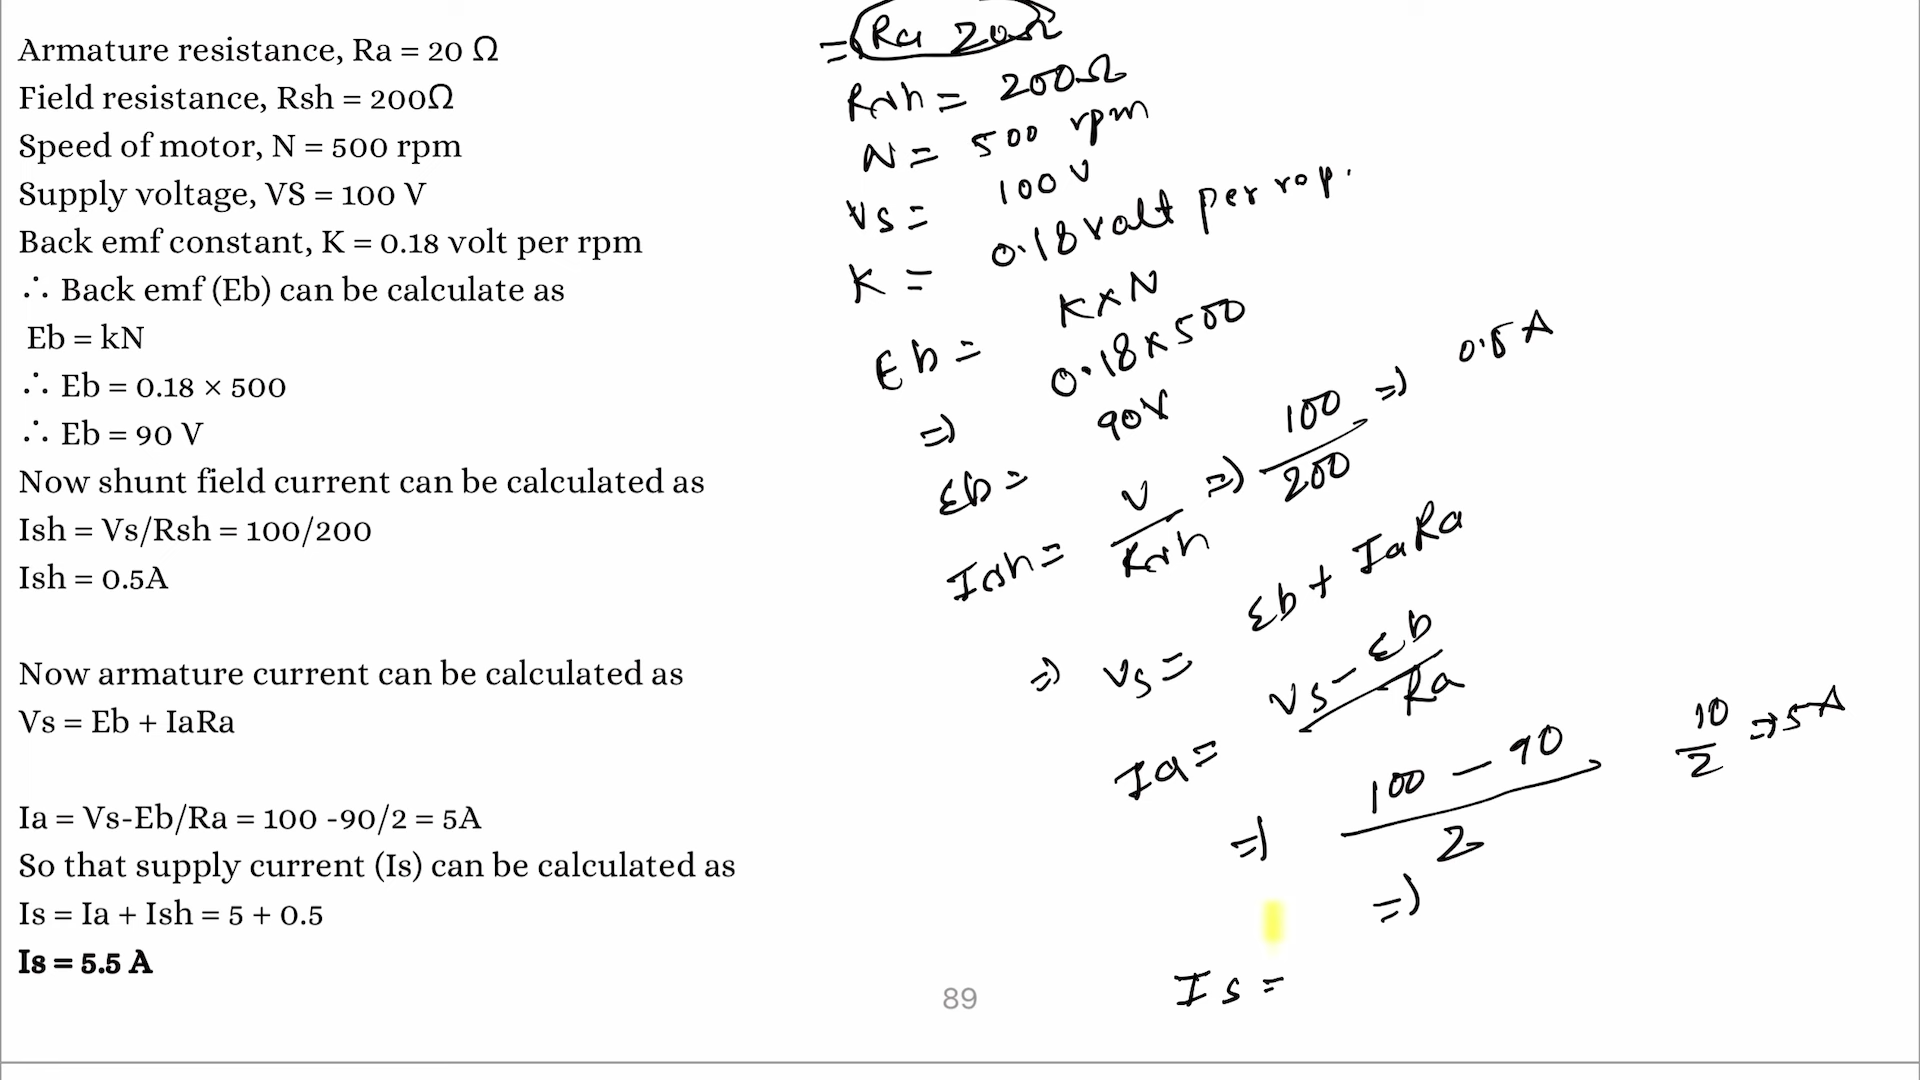 Armature resistance, Ra = 20 Ω
Field resistance, Rsh = 200Ω
Speed of motor, N = 500 rpm
Supply voltage, VS = 100 V
Back emf constant, K = 0.18 volt per rpm
∴ Back emf (Eb) can be calculate as
Eb = kN
∴ Eb = 0.18 × 500
∴ Eb = 90 V
Now shunt field current can be calculated as
Ish = Vs/Rsh = 100/200
Ish = 0.5A
Now armature current can be calculated as
Vs = Eb + IaRa
Ia = Vs-Eb/Ra = 100 -90/2 = 5A
So that supply current (Is) can be calculated as
Is = Ia + Ish = 5 + 0.5
Is = 5.5 A
= Ra 20Ω
Rsh = 200Ω
N = 500 rpm
Vs = 100 V
K = 0.18 valt per rop.
Eb = K×N
=) 0.18×500
Eb = 90V
Ish = V/Rsh =) 100/200 =) 0.5A
=) Vs = Eb + IaRa
Ia = Vs-Eb/Ra
=) 100-90/2 10/2 => 5A
=)
Is =
89